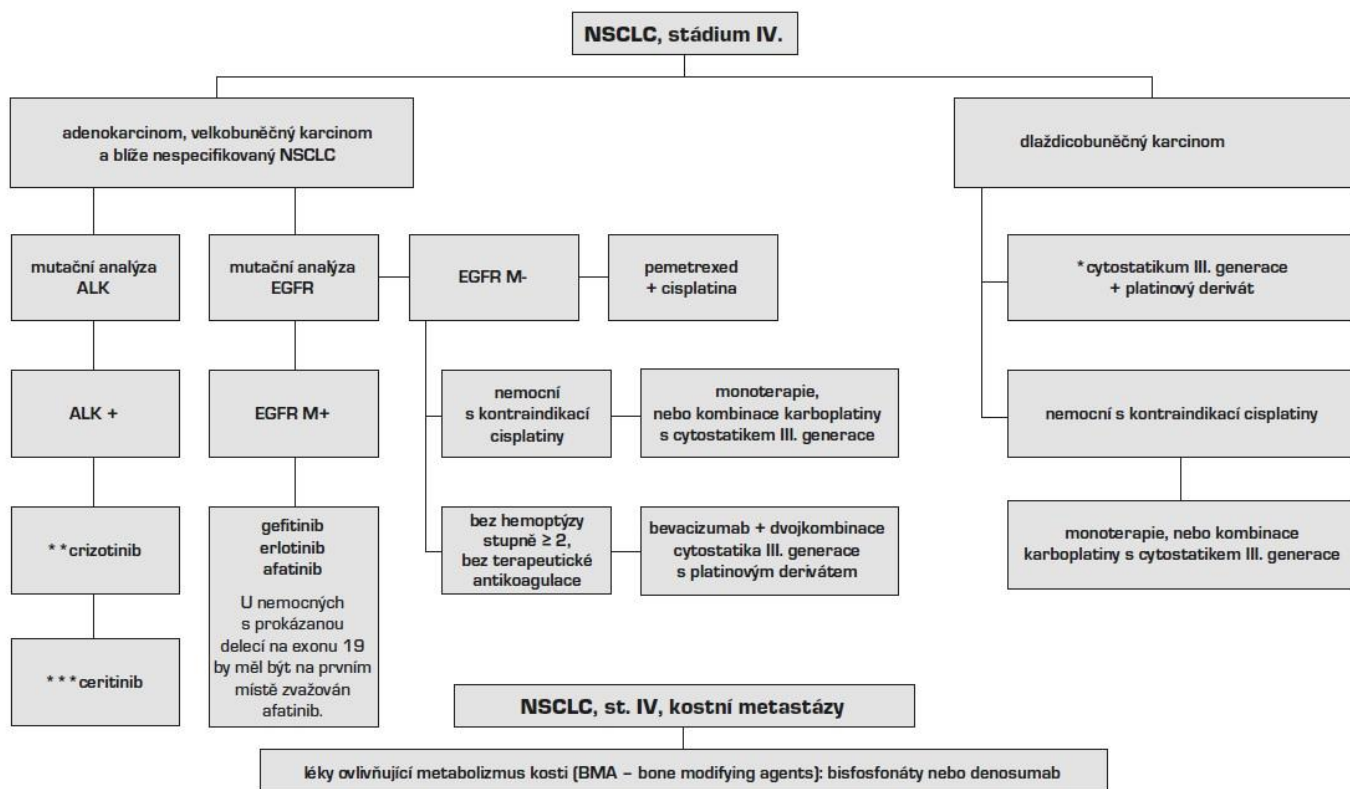 NSCLC, stádium IV.
adenokarcinom, velkobuněčný karcinom
a blíže nespecifikovaný NSCLC
dlaždicobuněčný karcinom
mutační analýza
ALK
mutační analýza
EGFR
EGFR M-
pemetrexed
+ cisplatina
*cytostatikum III. generace
+ platinový derivát
ALK +
EGFR M+
nemocní
s kontraindikací
cisplatiny
monoterapie,
nebo kombinace karboplatiny
s cytostatikem III. generace
nemocní s kontraindikací cisplatiny
**crizotinib
gefitinib
erlotinib
afatinib
U nemocných
s prokázanou
delecí na exonu 19
by měl být na prvním
místě zvažován
afatinib.
bez hemoptýzy
stupně ≥ 2,
bez terapeutické
antikoagulace
bevacizumab + dvojkombinace
cytostatika III. generace
s platinovým derivátem
monoterapie, nebo kombinace
karboplatiny s cytostatikem III. generace
***ceritinib
NSCLC, st. IV, kostní metastázy
léky ovlivňující metabolizmus kosti (BMA – bone modifying agents): bisfosfonáty nebo denosumab